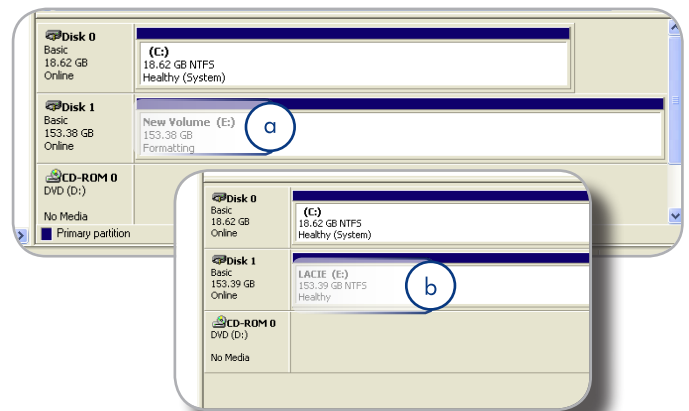 Disk 0
Basic
18.62 GB
Online
(C:)
18.62 GB NTFS
Healthy (System)
Disk 1
Basic
153.38 GB
Online
New Volume (E:)
153.38 GB
Formatting
a
CD-ROM 0
DVD (D:)
No Media
Primary partition
Disk 0
Basic
18.62 GB
Online
(C:)
18.62 GB NTFS
Healthy (System)
Disk 1
Basic
153.39 GB
Online
LACIE (E:)
153.39 GB NTFS
Healthy
b
CD-ROM 0
DVD (D:)
No Media